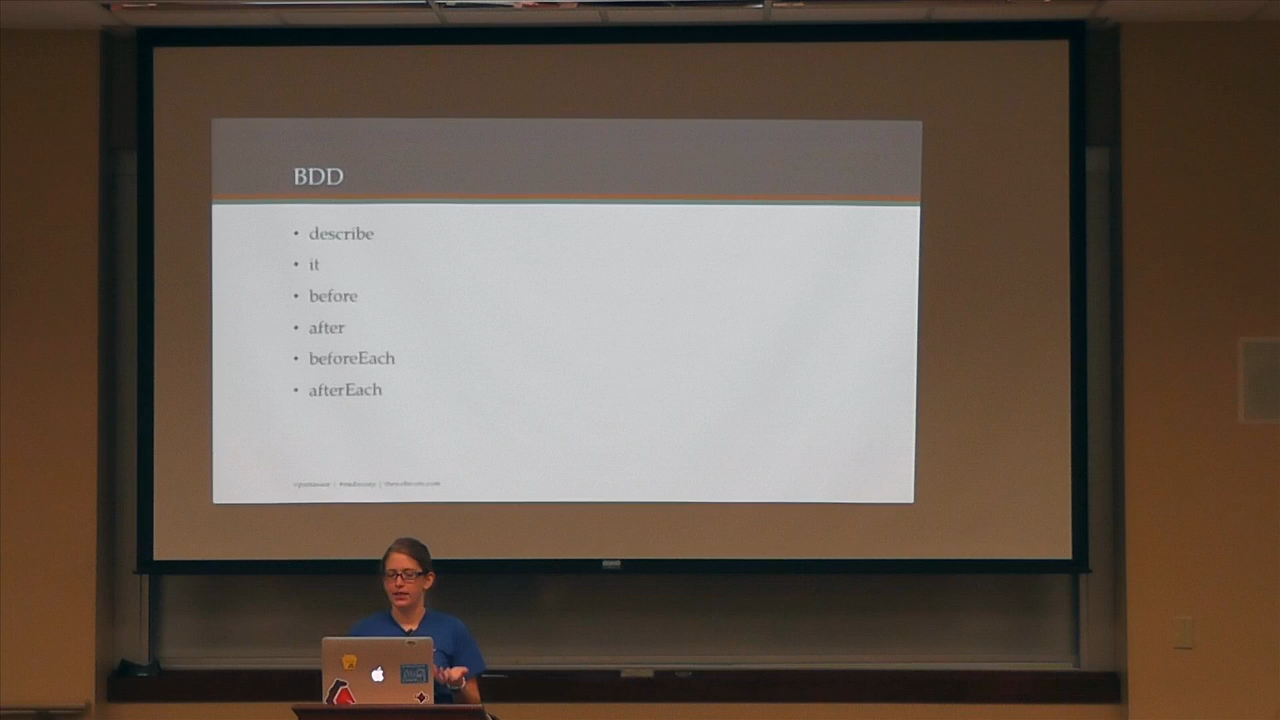 BDD
• describe
• it
• before
• after
• beforeEach
• afterEach